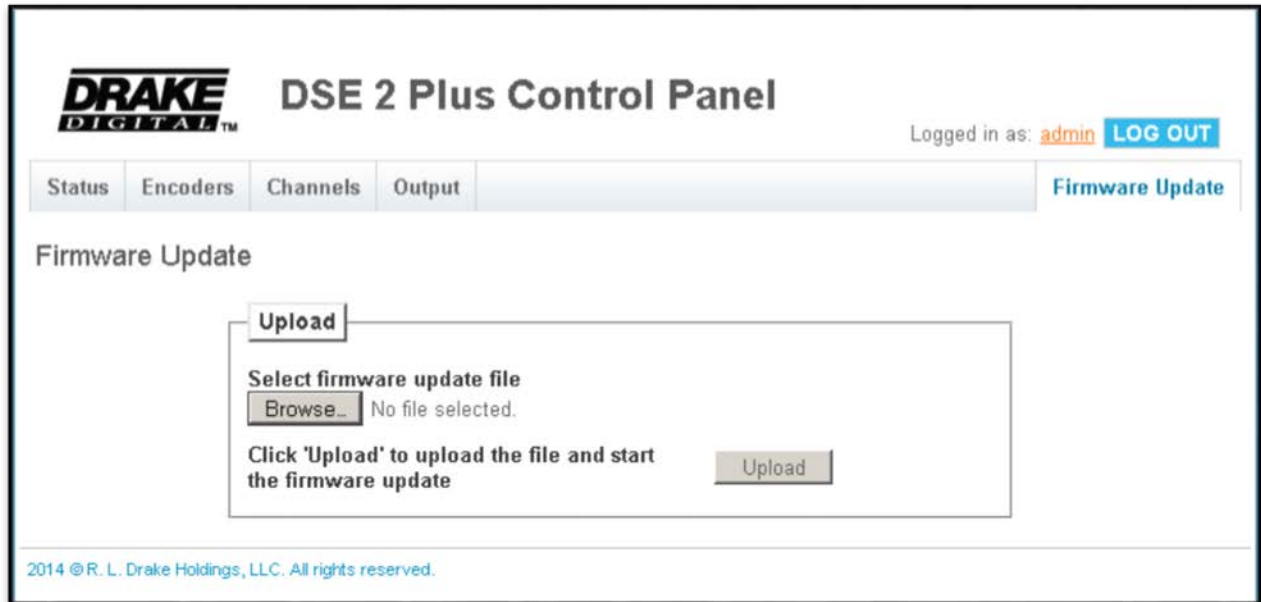 DRAKE
DIGITAL TM
DSE 2 Plus Control Panel
Logged in as: admin LOG OUT
Status Encoders Channels Output Firmware Update
Firmware Update
Upload
Select firmware update file
Browse... No file selected.
Click 'Upload' to upload the file and start
the firmware update
Upload
2014 © R. L. Drake Holdings, LLC. All rights reserved.